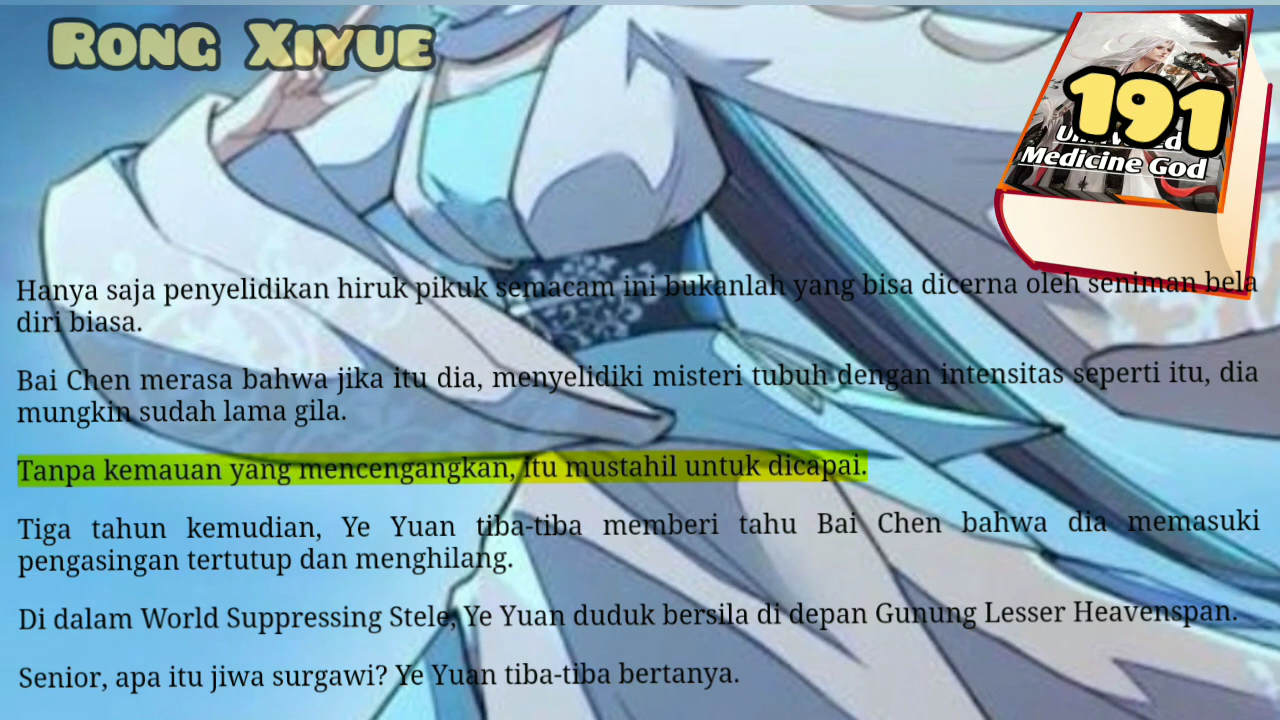 Rong Xiyue
191
Medicine God
Hanya saja penyelidikan hiruk pikuk semacam ini bukanlah yang bisa dicerna oleh seniman bela
diri biasa.
Bai Chen merasa bahwa jika itu dia, menyelidiki misteri tubuh dengan intensitas seperti itu, dia
mungkin sudah lama gila.
Tanpa kemauan yang mencengangkan, itu mustahil untuk dicapai.
Tiga tahun kemudian, Ye Yuan tiba-tiba memberi tahu Bai Chen bahwa dia memasuki
pengasingan tertutup dan menghilang.
Di dalam World Suppressing Stele, Ye Yuan duduk bersila di depan Gunung Lesser Heavenspan.
Senior, apa itu jiwa surgawi? Ye Yuan tiba-tiba bertanya.